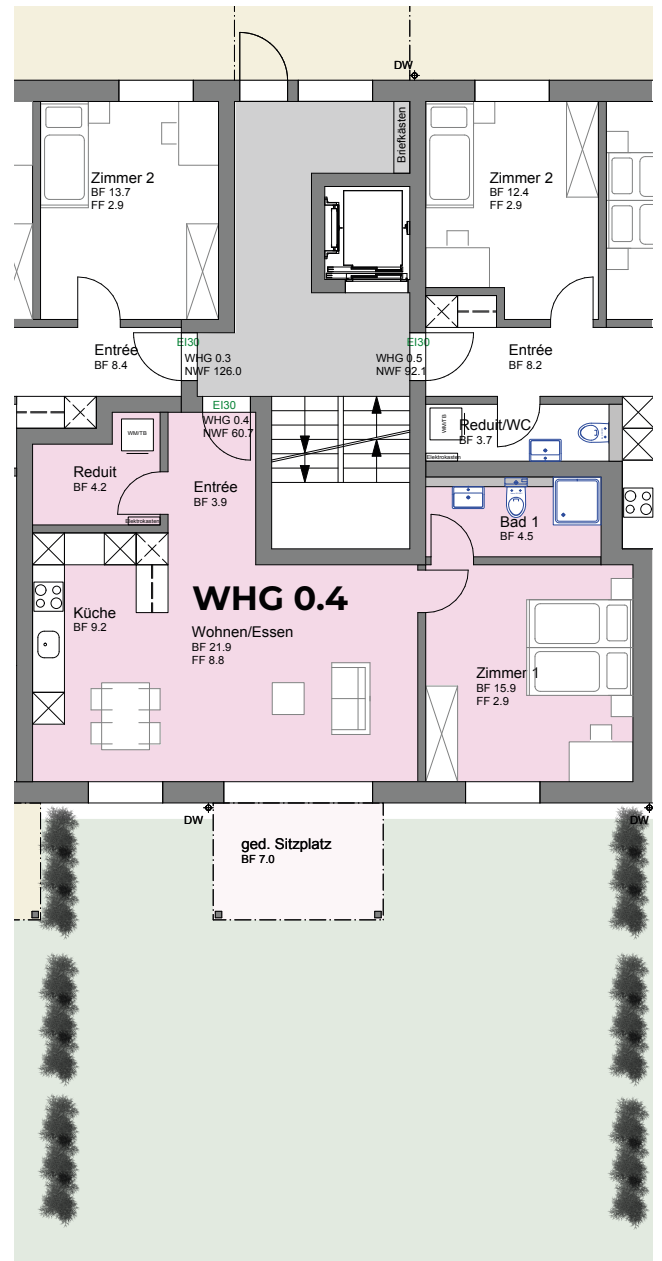 DW
Briefkästen
Zimmer 2
BF 13.7
FF 2.9
Zimmer 2
BF 12.4
FF 2.9
Entrée
BF 8.4
EI30
WHG 0.3
NWF 126.0
EI30
WHG 0.5
NWF 92.1
Entrée
BF 8.2
EI30
WHG 0.4
NWF 60.7
WM/TB
Reduit
BF 4.2
Elektrokasten
Entrée
BF 3.9
WM/TB
Reduit/WC
BF 3.7
Elektrokasten
Bad 1
BF 4.5
WHG 0.4
Küche
BF 9.2
Wohnen/Essen
BF 21.9
FF 8.8
Zimmer 1
BF 15.9
FF 2.9
DW
DW
ged. Sitzplatz
BF 7.0